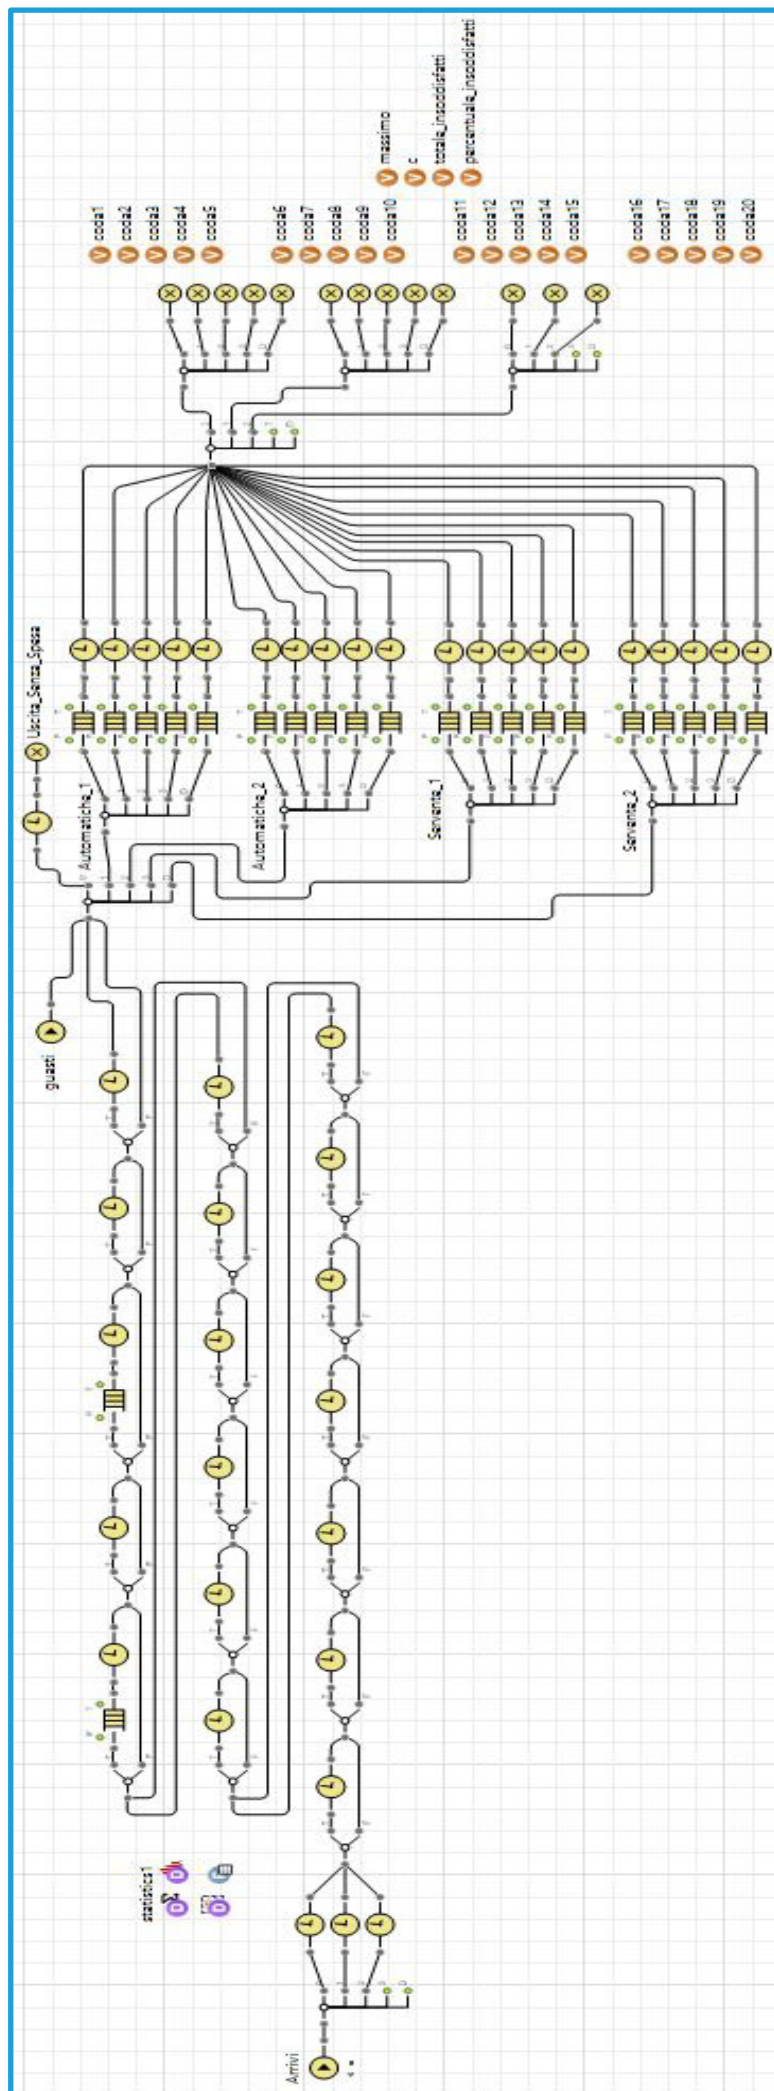 Arrivi
statistics1
guasti
Uscita_Senza_Spesa
Automatiche_1
Automatiche_2
Servente_1
Servente_2
coda1
coda2
coda3
coda4
coda5
coda6
coda7
coda8
coda9
coda10
coda11
coda12
coda13
coda14
coda15
coda16
coda17
coda18
coda19
coda20
massimo
c
totale_insoddisfatti
percentuale_insoddisfatti